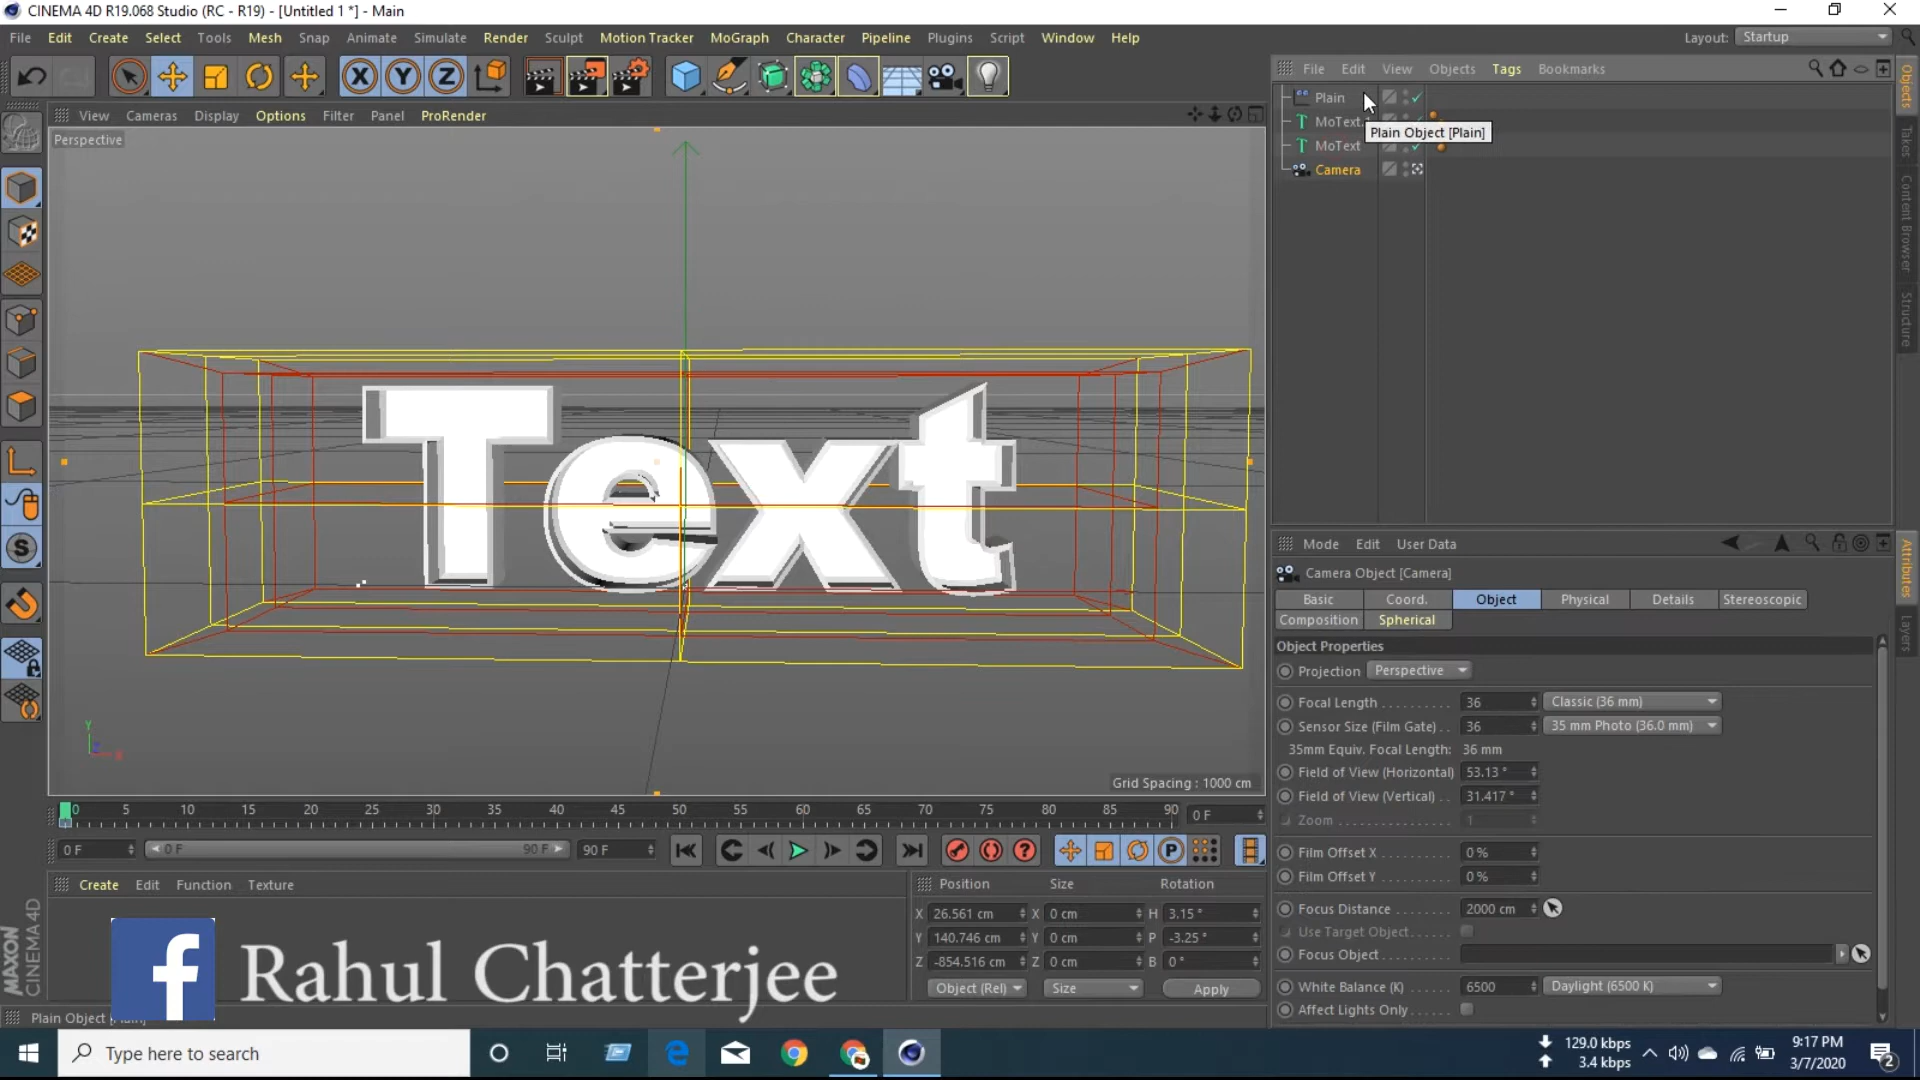 CINEMA 4D R19.068 Studio (RC - R19) - [Untitled 1 *] - Main
File Edit Create Select Tools Mesh Snap Animate Simulate Render Sculpt Motion Tracker MoGraph Character Pipeline Plugins Script Window Help
Layout: Startup
X Y Z
File Edit View Objects Tags Bookmarks
View Cameras Display Options Filter Panel ProRender
Perspective
Plain
MoText.1
Plain Object [Plain]
MoText
Camera
Objects
Takes
Content Browser
Structure
Text
Y
Grid Spacing : 1000 cm
Mode Edit User Data
Camera Object [Camera]
Basic Coord. Object Physical Details Stereoscopic
Composition Spherical
Object Properties
Projection Perspective
Focal Length 36 Classic (36 mm)
Sensor Size (Film Gate) 36 35 mm Photo (36.0 mm)
35mm Equiv. Focal Length: 36 mm
Field of View (Horizontal) 53.13 °
Field of View (Vertical) 31.417 °
Zoom 1
Film Offset X 0 %
Film Offset Y 0 %
Focus Distance 2000 cm
Use Target Object
Focus Object
White Balance (K) 6500 Daylight (6500 K)
Affect Lights Only
Attributes
Layers
0 5 10 15 20 25 30 35 40 45 50 55 60 65 70 75 80 85 90 0 F
0 F 0 F 90 F 90 F
Create Edit Function Texture
Position Size Rotation
X 26.561 cm X 0 cm H 3.15 °
Y 140.746 cm Y 0 cm P -3.25 °
Z -854.516 cm Z 0 cm B 0 °
Object (Rel) Size Apply
MAXON
CINEMA 4D
f Rahul Chatterjee
Plain Object
Type here to search
129.0 kbps
3.4 kbps
9:17 PM
3/7/2020
2